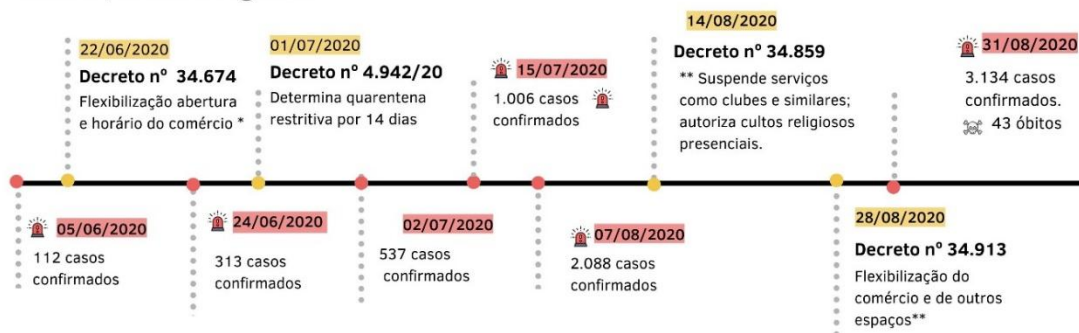 22/06/2020
Decreto nº 34.674
Flexibilização abertura
e horário do comércio *
01/07/2020
Decreto nº 4.942/20
Determina quarentena
restritiva por 14 dias
15/07/2020
1.006 casos
confirmados
14/08/2020
Decreto nº 34.859
** Suspende serviços
como clubes e similares;
autoriza cultos religiosos
presenciais.
31/08/2020
3.134 casos
confirmados.
43 óbitos
05/06/2020
112 casos
confirmados
24/06/2020
313 casos
confirmados
02/07/2020
537 casos
confirmados
07/08/2020
2.088 casos
confirmados
28/08/2020
Decreto nº 34.913
Flexibilização do
comércio e de outros
espaços**